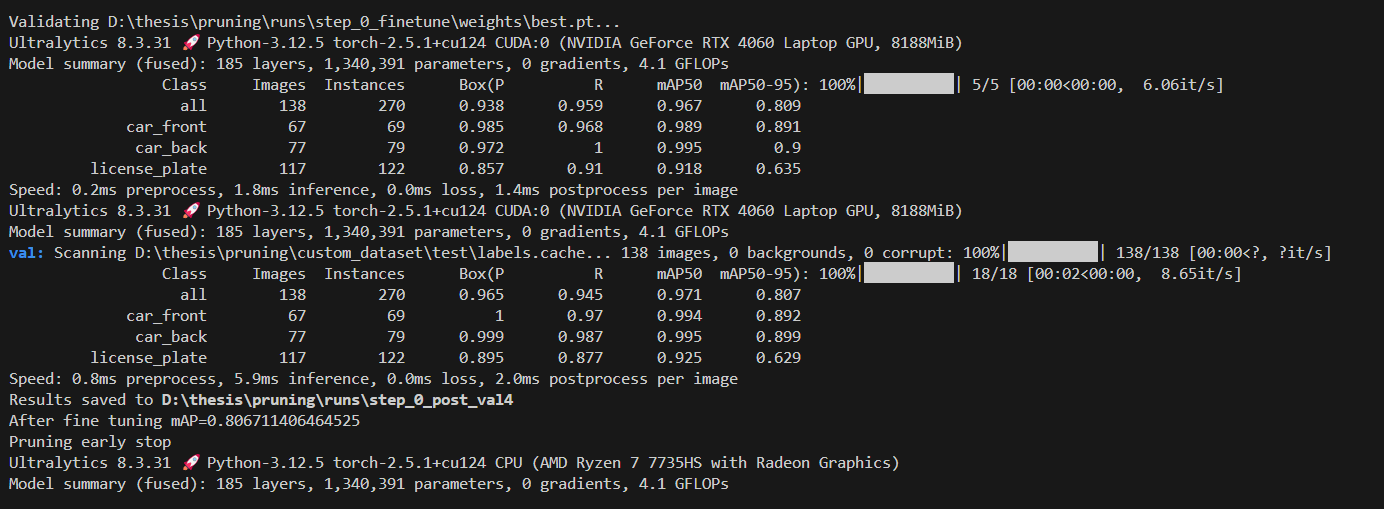 Validating D:\thesis\pruning\runs\step_0_finetune\weights\best.pt...
Ultralytics 8.3.31 🚀 Python-3.12.5 torch-2.5.1+cu124 CUDA:0 (NVIDIA GeForce RTX 4060 Laptop GPU, 8188MiB)
Model summary (fused): 185 layers, 1,340,391 parameters, 0 gradients, 4.1 GFLOPs
Class Images Instances Box(P R mAP50 mAP50-95): 100%|██████████| 5/5 [00:00<00:00, 6.06it/s]
all 138 270 0.938 0.959 0.967 0.809
car_front 67 69 0.985 0.968 0.989 0.891
car_back 77 79 0.972 1 0.995 0.9
license_plate 117 122 0.857 0.91 0.918 0.635
Speed: 0.2ms preprocess, 1.8ms inference, 0.0ms loss, 1.4ms postprocess per image
Ultralytics 8.3.31 🚀 Python-3.12.5 torch-2.5.1+cu124 CUDA:0 (NVIDIA GeForce RTX 4060 Laptop GPU, 8188MiB)
Model summary (fused): 185 layers, 1,340,391 parameters, 0 gradients, 4.1 GFLOPs
val: Scanning D:\thesis\pruning\custom_dataset\test\labels.cache... 138 images, 0 backgrounds, 0 corrupt: 100%|██████████| 138/138 [00:00<?, ?it/s]
Class Images Instances Box(P R mAP50 mAP50-95): 100%|██████████| 18/18 [00:02<00:00, 8.65it/s]
all 138 270 0.965 0.945 0.971 0.807
car_front 67 69 1 0.97 0.994 0.892
car_back 77 79 0.999 0.987 0.995 0.899
license_plate 117 122 0.895 0.877 0.925 0.629
Speed: 0.8ms preprocess, 5.9ms inference, 0.0ms loss, 2.0ms postprocess per image
Results saved to D:\thesis\pruning\runs\step_0_post_val4
After fine tuning mAP=0.806711406464525
Pruning early stop
Ultralytics 8.3.31 🚀 Python-3.12.5 torch-2.5.1+cu124 CPU (AMD Ryzen 7 7735HS with Radeon Graphics)
Model summary (fused): 185 layers, 1,340,391 parameters, 0 gradients, 4.1 GFLOPs